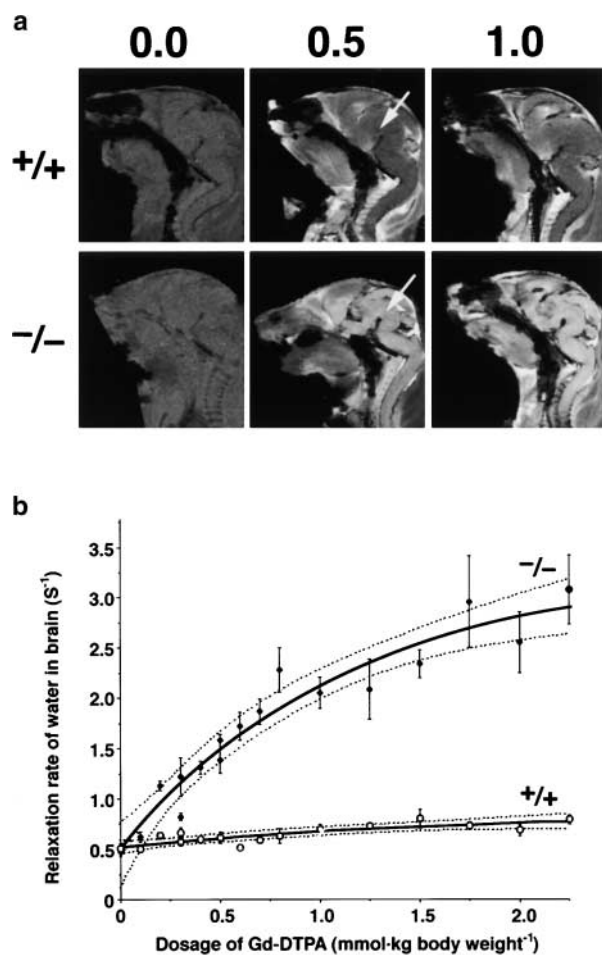 a
0.0 0.5 1.0
+/+
−/−
b
Relaxation rate of water in brain (S⁻¹)
3.5
3.0
2.5
2.0
1.5
1.0
0.5
0
−/−
+/+
0 0.5 1.0 1.5 2.0
Dosage of Gd-DTPA (mmol·kg body weight⁻¹)